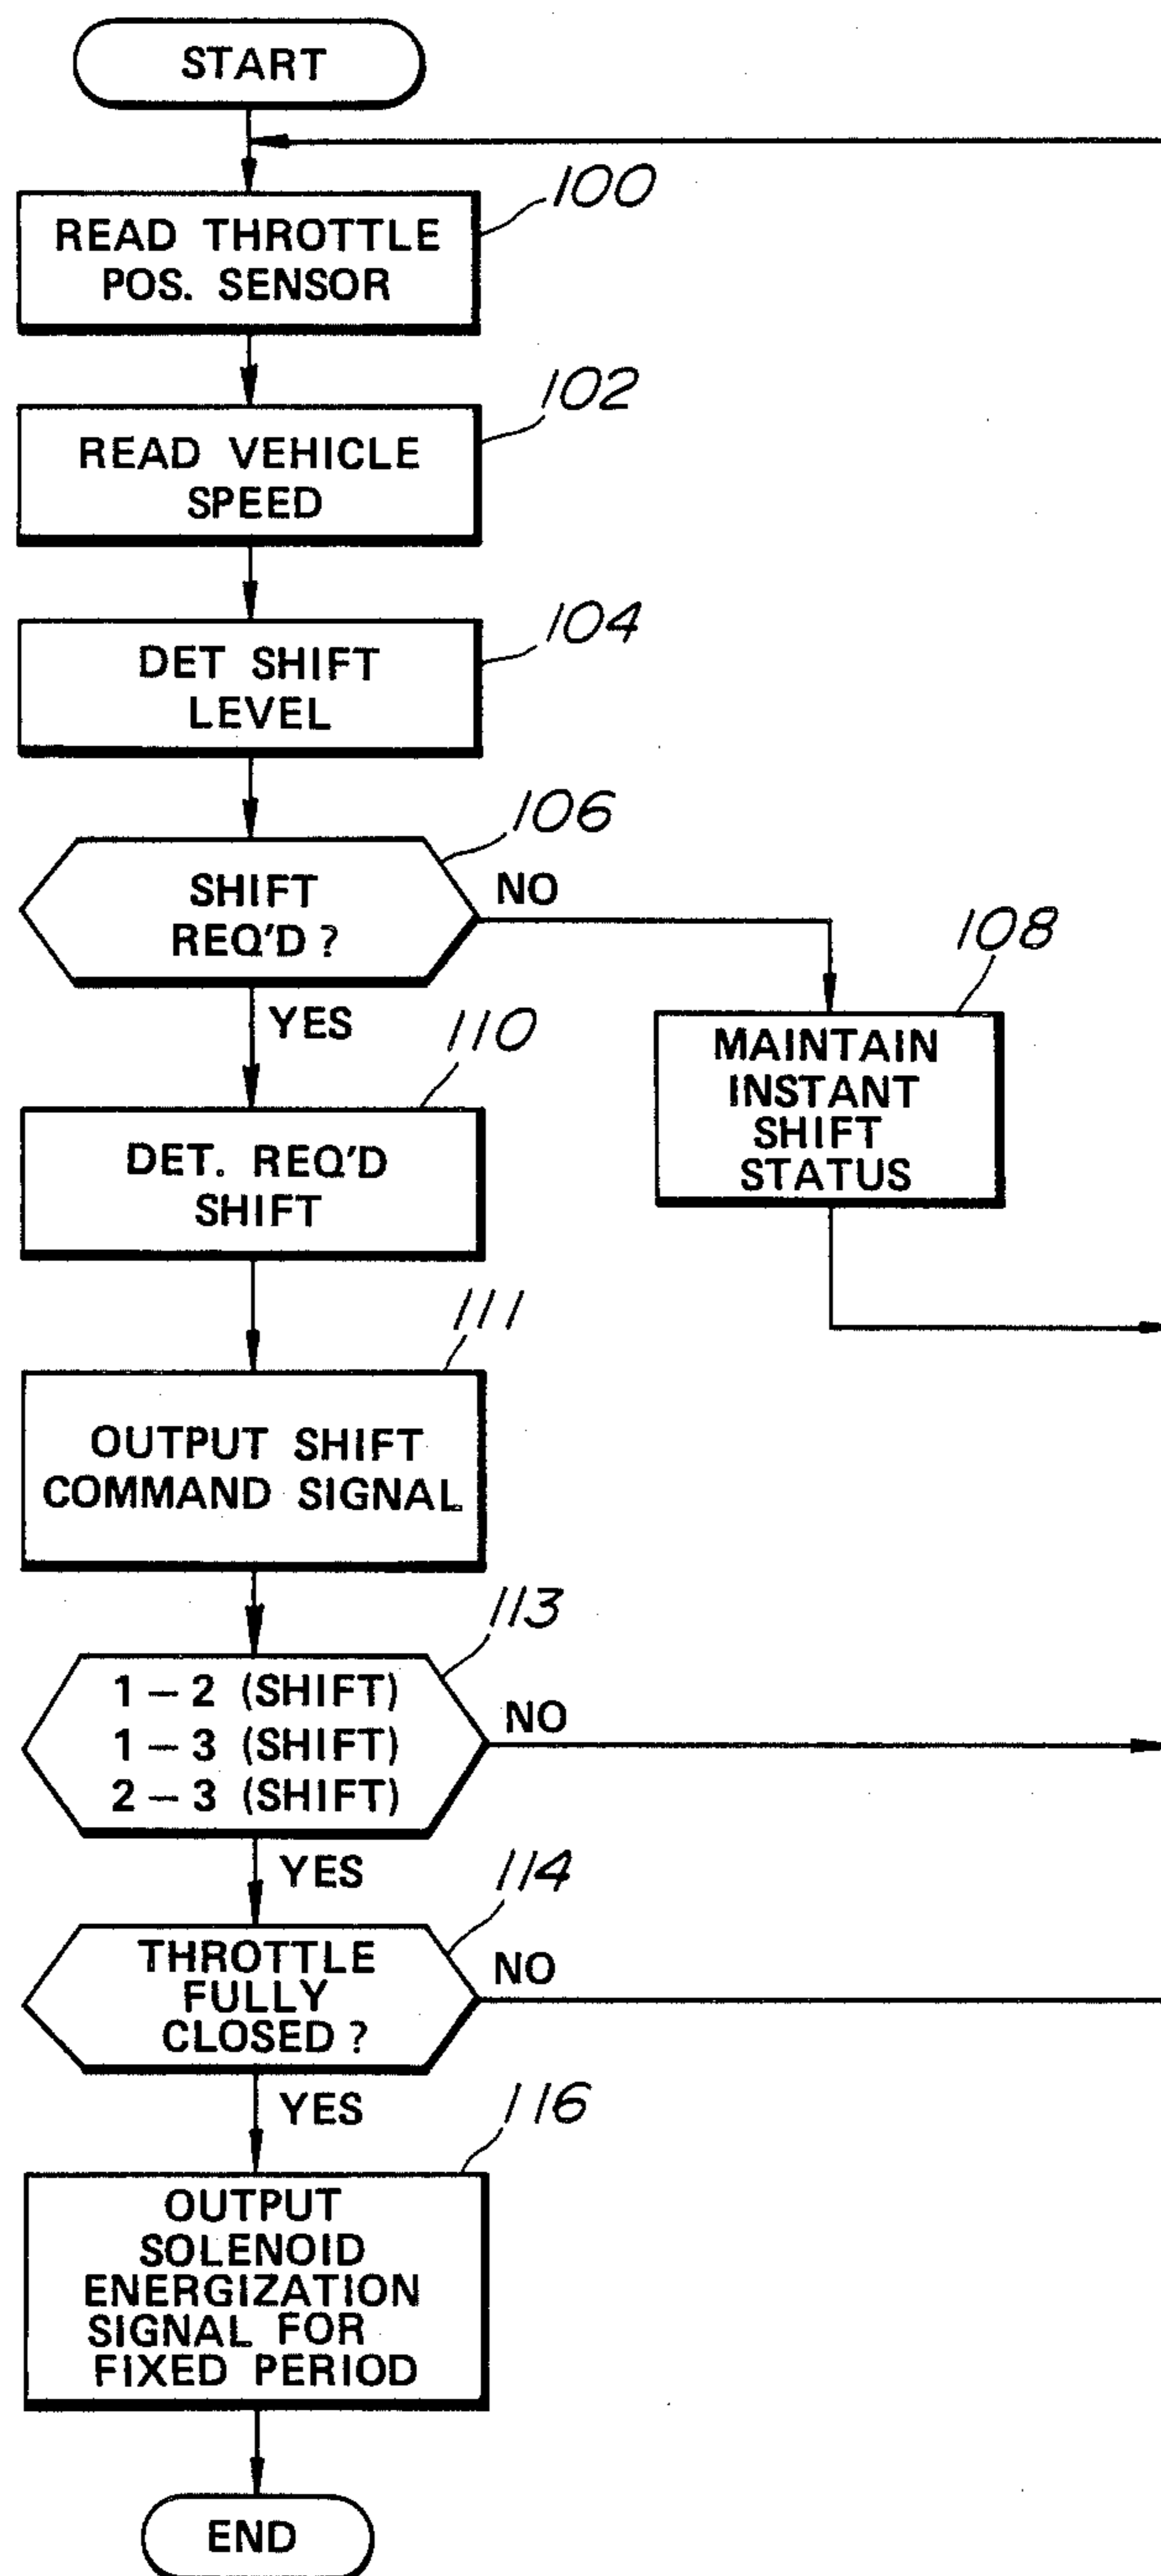 START
100
READ THROTTLE
POS. SENSOR
102
READ VEHICLE
SPEED
104
DET SHIFT
LEVEL
106
SHIFT
REQ'D ?
NO
YES
108
MAINTAIN
INSTANT
SHIFT
STATUS
110
DET. REQ'D
SHIFT
111
OUTPUT SHIFT
COMMAND SIGNAL
113
1 – 2 (SHIFT)
1 – 3 (SHIFT)
2 – 3 (SHIFT)
NO
YES
114
THROTTLE
FULLY
CLOSED ?
NO
YES
116
OUTPUT
SOLENOID
ENERGIZATION
SIGNAL FOR
FIXED PERIOD
END